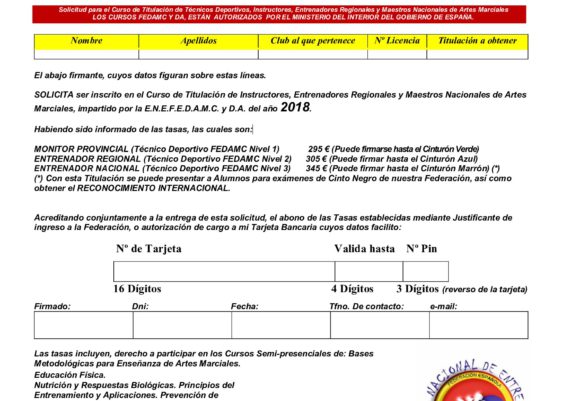 Solicitud para el Curso de Titulación de Técnicos Deportivos, Instructores, Entrenadores Regionales y Maestros Nacionales de Artes Marciales
LOS CURSOS FEDAMC Y DA, ESTÁN AUTORIZADOS POR EL MINISTERIO DEL INTERIOR DEL GOBIERNO DE ESPAÑA.
Nombre Apellidos Club al que pertenece Nº Licencia Titulación a obtener
El abajo firmante, cuyos datos figuran sobre estas líneas.
SOLICITA ser inscrito en el Curso de Titulación de Instructores, Entrenadores Regionales y Maestros Nacionales de Artes
Marciales, impartido por la E.N.E.F.E.D.A.M.C. y D.A. del año 2018.
Habiendo sido informado de las tasas, las cuales son:
MONITOR PROVINCIAL (Técnico Deportivo FEDAMC Nivel 1) 295 € (Puede firmarse hasta el Cinturón Verde)
ENTRENADOR REGIONAL (Técnico Deportivo FEDAMC Nivel 2) 305 € (Puede firmar hasta el Cinturón Azul)
ENTRENADOR NACIONAL (Técnico Deportivo FEDAMC Nivel 3) 345 € (Puede firmar hasta el Cinturón Marrón) (*)
(*) Con esta Titulación se puede presentar a Alumnos para exámenes de Cinto Negro de nuestra Federación, así como
obtener el RECONOCIMIENTO INTERNACIONAL.
Acreditando conjuntamente a la entrega de esta solicitud, el abono de las Tasas establecidas mediante Justificante de
ingreso a la Federación, o autorización de cargo a mi Tarjeta Bancaria cuyos datos facilito:
Nº de Tarjeta Valida hasta Nº Pin
16 Dígitos 4 Dígitos 3 Dígitos (reverso de la tarjeta)
Firmado: Dni: Fecha: Tfno. De contacto: e-mail:
Las tasas incluyen, derecho a participar en los Cursos Semi-presenciales de: Bases
Metodológicas para Enseñanza de Artes Marciales.
Educación Física.
Nutrición y Respuestas Biológicas. Principios del
Entrenamiento y Aplicaciones. Prevención de
NACIONAL DE ENTRE
FEDERACIÓN ESPAÑOL